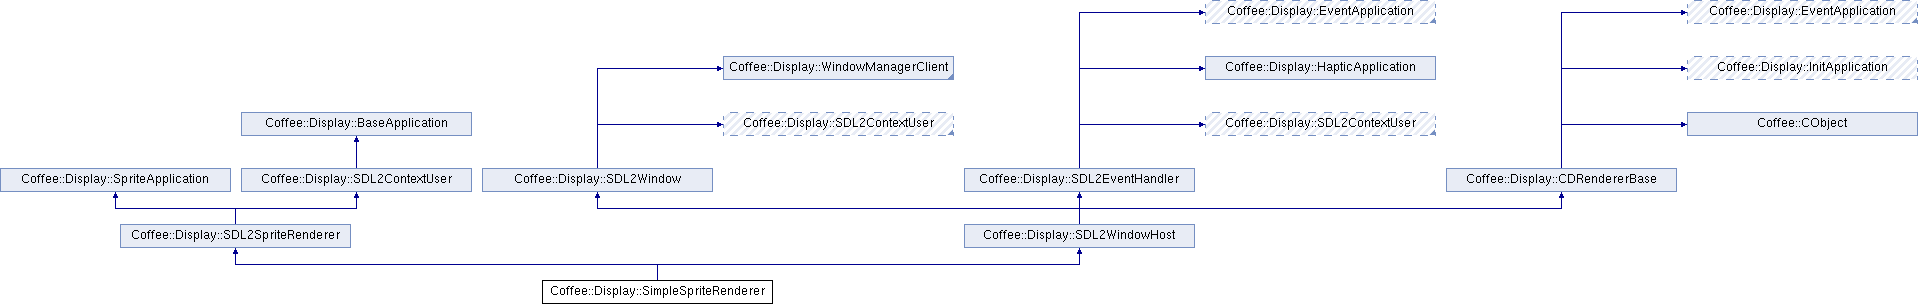 Coffee::Display::EventApplication
Coffee::Display::EventApplication
Coffee::Display::WindowManagerClient
Coffee::Display::HapticApplication
Coffee::Display::InitApplication
Coffee::Display::BaseApplication
Coffee::Display::SDL2ContextUser
Coffee::Display::SDL2ContextUser
Coffee::CObject
Coffee::Display::SpriteApplication
Coffee::Display::SDL2ContextUser
Coffee::Display::SDL2Window
Coffee::Display::SDL2EventHandler
Coffee::Display::CDRendererBase
Coffee::Display::SDL2SpriteRenderer
Coffee::Display::SDL2WindowHost
Coffee::Display::SimpleSpriteRenderer